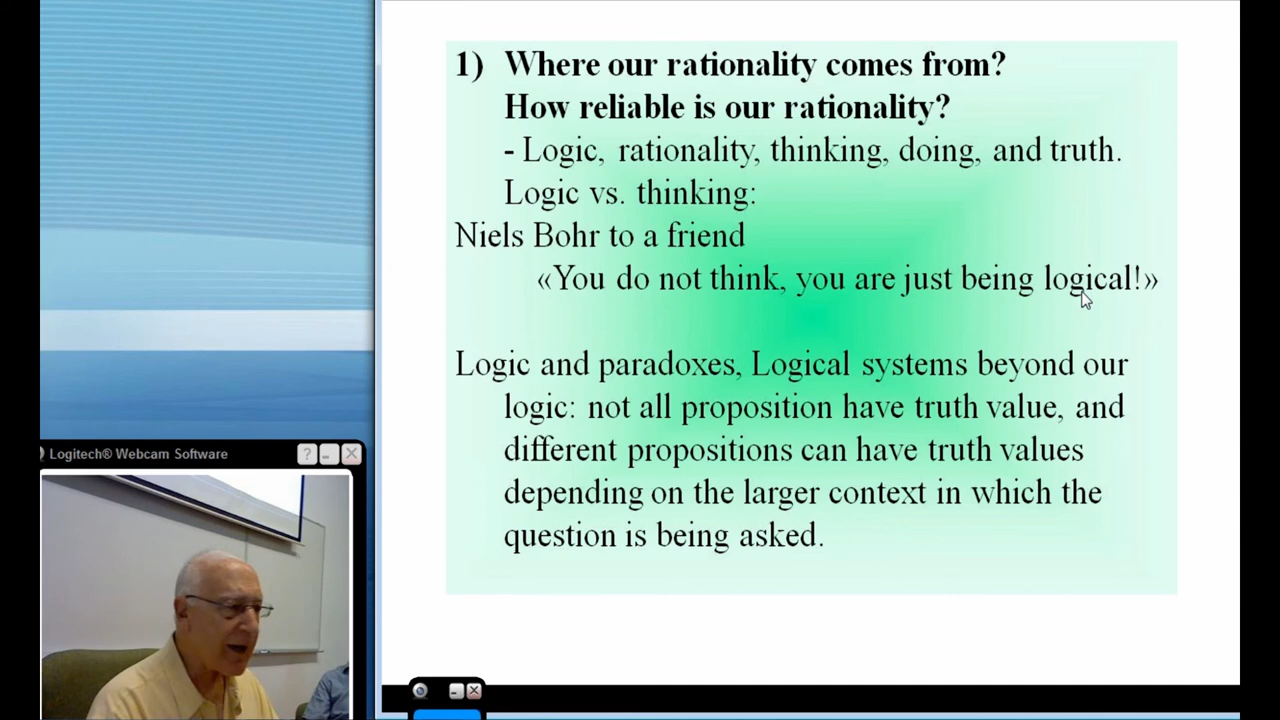 1) Where our rationality comes from?
How reliable is our rationality?
- Logic, rationality, thinking, doing, and truth.
Logic vs. thinking:
Niels Bohr to a friend
«You do not think, you are just being logical!»
Logic and paradoxes, Logical systems beyond our
logic: not all proposition have truth value, and
different propositions can have truth values
depending on the larger context in which the
question is being asked.
Logitech® Webcam Software